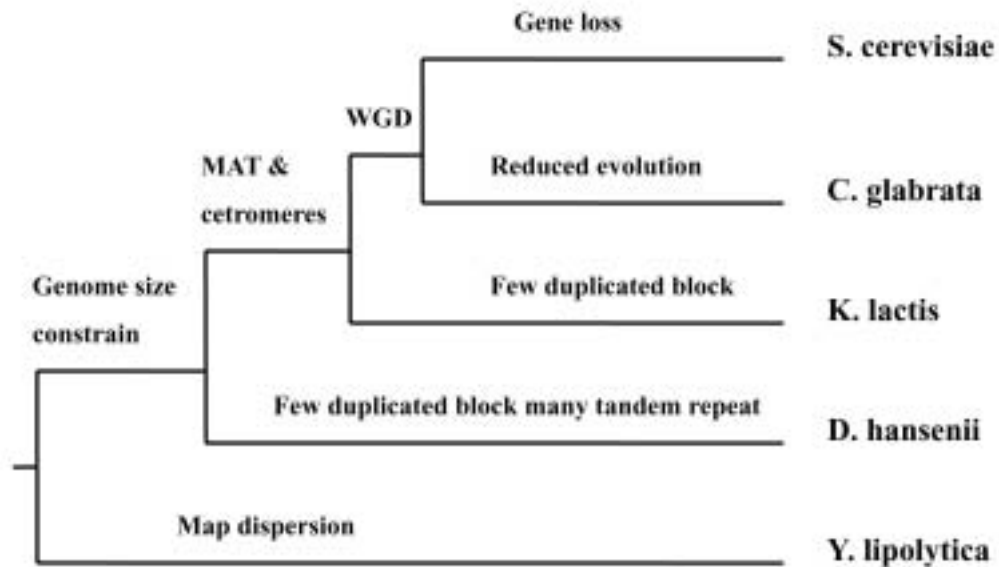 Gene loss
S. cerevisiae
WGD
MAT &
Reduced evolution
C. glabrata
cetromeres
Genome size
Few duplicated block
K. lactis
constrain
Few duplicated block many tandem repeat
D. hansenii
Map dispersion
Y. lipolytica